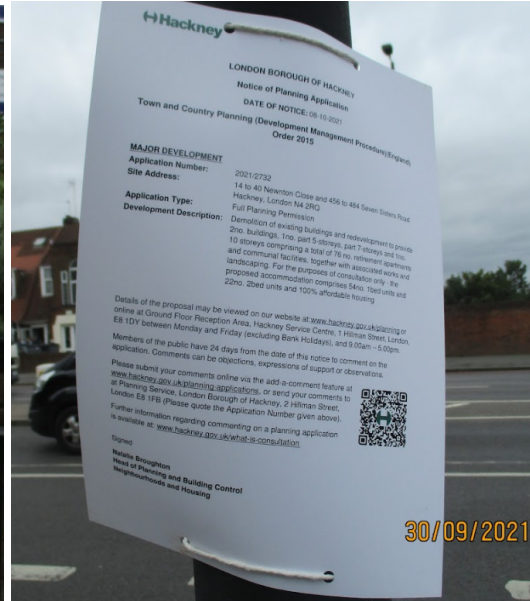 Hackney
LONDON BOROUGH OF HACKNEY
Notice of Planning Application
DATE OF NOTICE: 08-10-2021
Town and Country Planning (Development Management Procedure)(England)
Order 2015
MAJOR DEVELOPMENT
Application Number: 2021/2732
Site Address: 14 to 40 Newnton Close and 456 to 484 Seven Sisters Road
Hackney, London N4 2RQ
Application Type: Full Planning Permission
Development Description: Demolition of existing buildings and redevelopment to provide
2no. buildings, 1no. part 5-storeys, part 7-storeys and 1no.
10 storeys comprising a total of 76 no. retirement apartments
and communal facilities, together with associated works and
landscaping. For the purposes of consultation only - the
proposed accommodation comprises 54no. 1bed units and
22no. 2bed units and 100% affordable housing
Details of the proposal may be viewed on our website at:www.hackney.gov.uk/planning or
online at Ground Floor Reception Area, Hackney Service Centre, 1 Hillman Street, London,
E8 1DY between Monday and Friday (excluding Bank Holidays), and 9.00am – 5.00pm.
Members of the public have 24 days from the date of this notice to comment on the
application. Comments can be objections, expressions of support or observations.
Please submit your comments online via the add-a-comment feature at
www.hackney.gov.uk/planning applications, or send your comments to
at Planning Service, London Borough of Hackney, 2 Hillman Street,
London E8 1FB (Please quote the Application Number given above).
Further information regarding commenting on a planning application
is available at: www.hackney.gov.uk/what-is-consultation
Signed
Natalie Broughton
Head of Planning and Building Control
Neighbourhoods and Housing
30/09/2021